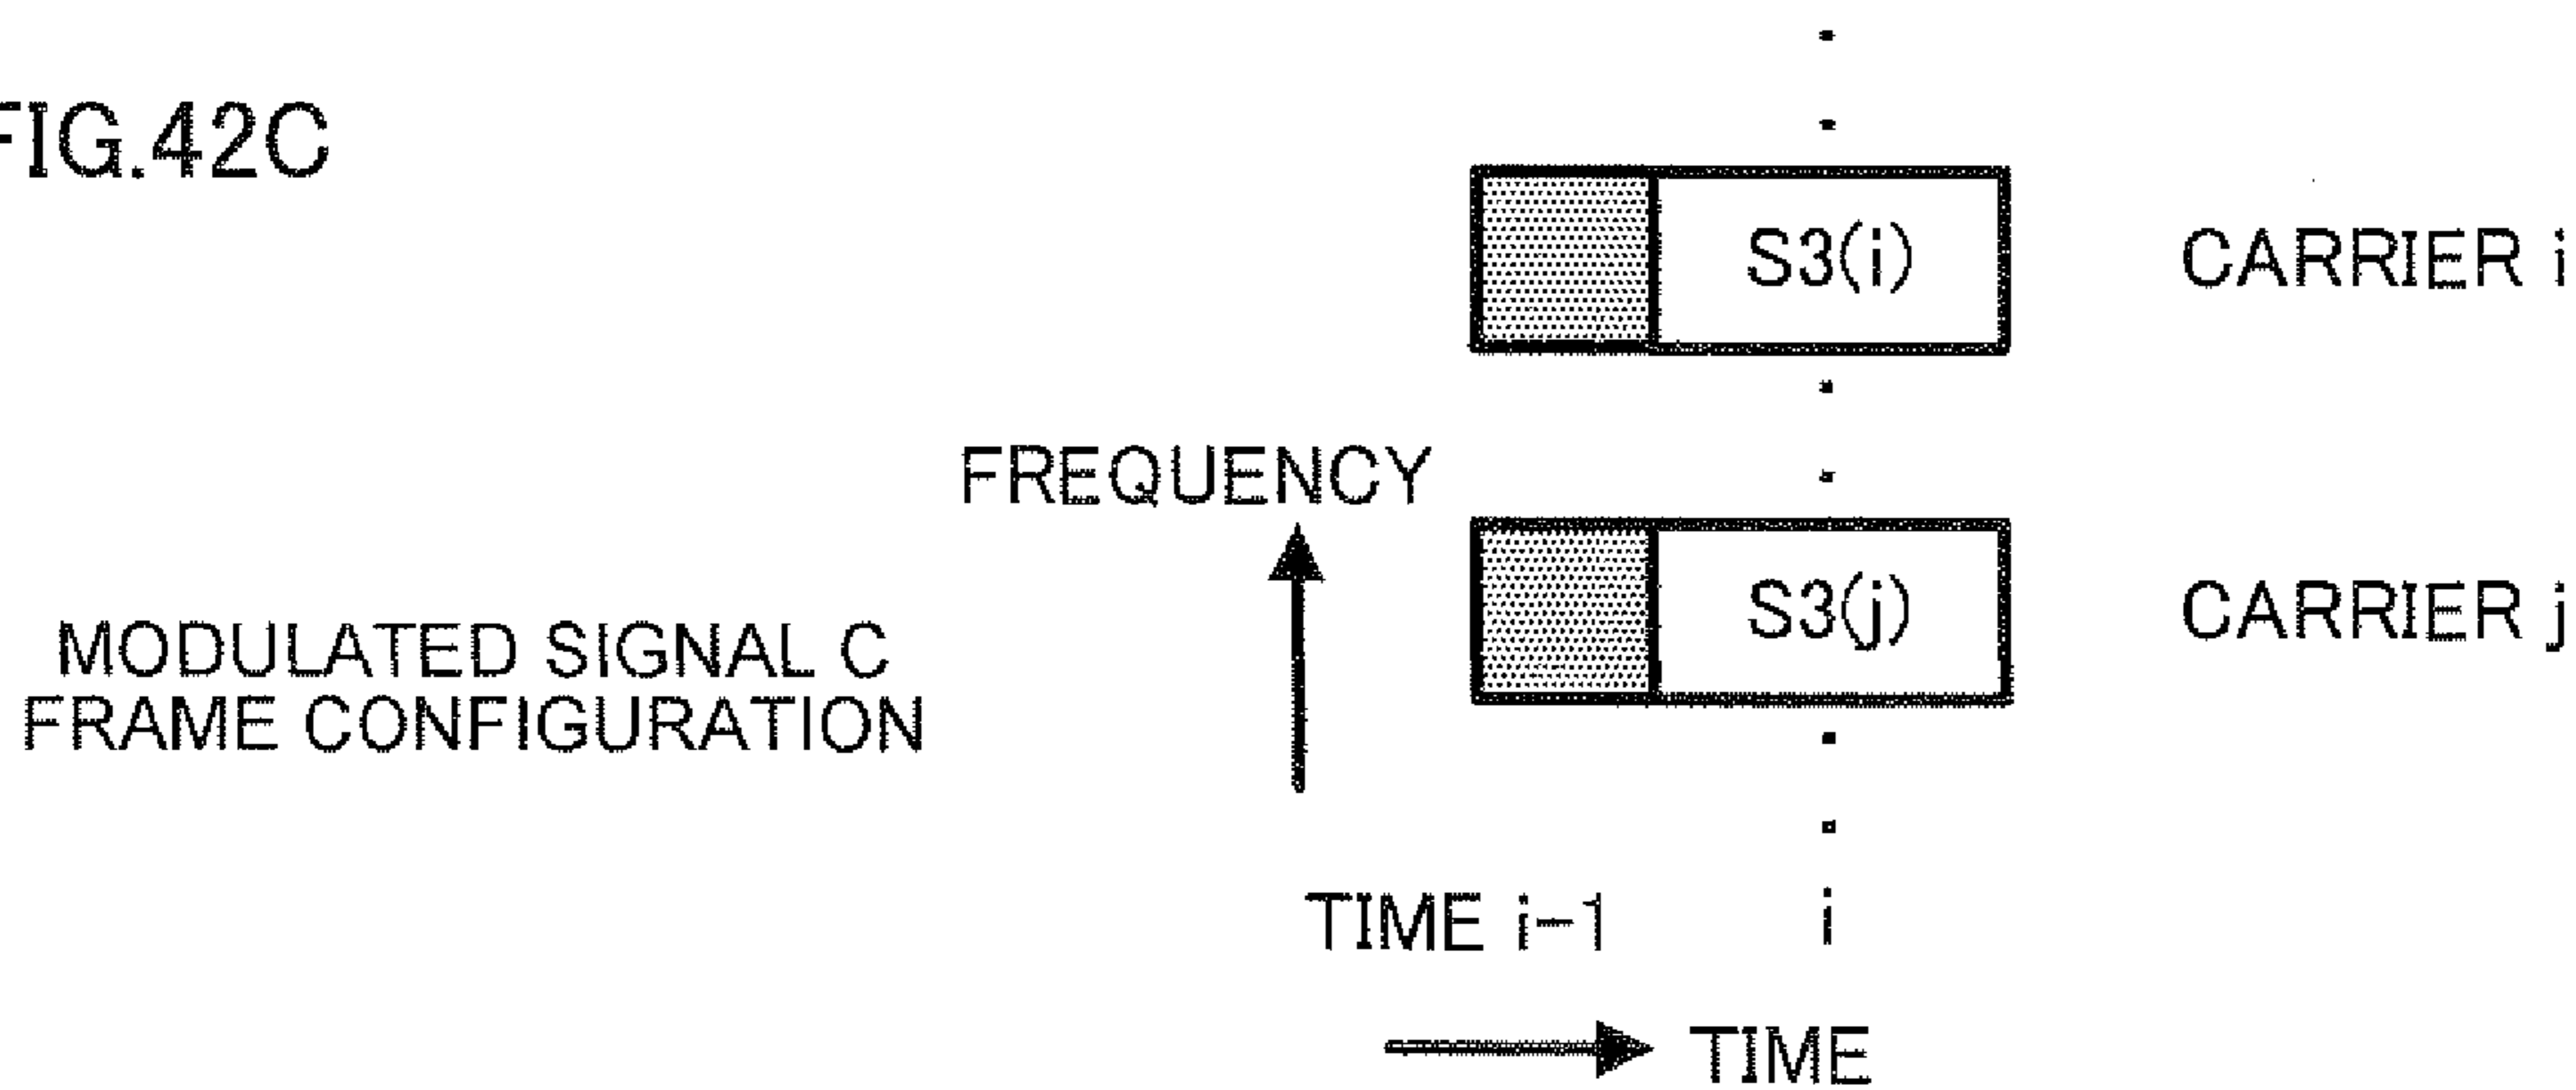 FIG.42C
S3(i) CARRIER i
FREQUENCY
S3(j) CARRIER j
MODULATED SIGNAL C
FRAME CONFIGURATION
TIME i-1 i
TIME